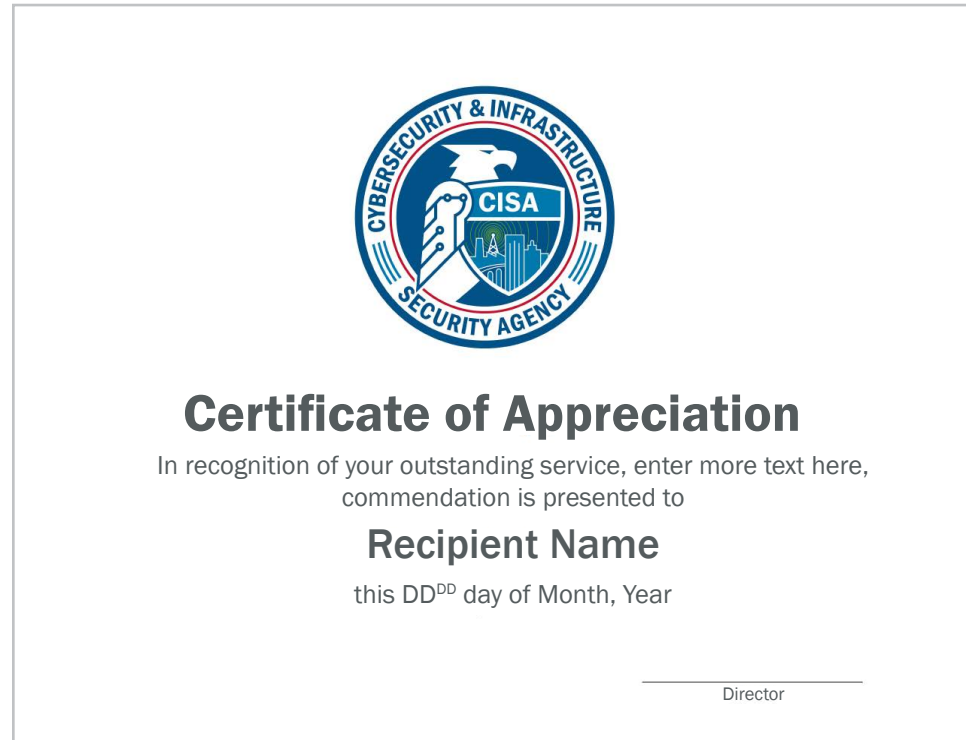 CYBERSECURITY & INFRASTRUCTURE
CISA
SECURITY AGENCY
Certificate of Appreciation
In recognition of your outstanding service, enter more text here,
commendation is presented to
Recipient Name
this DDᴰᴰ day of Month, Year
Director